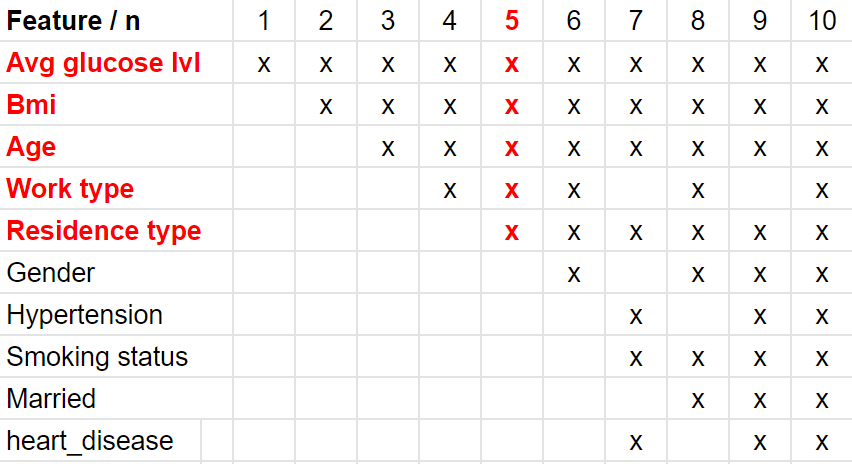 Feature / n 1 2 3 4 5 6 7 8 9 10
Avg glucose lvl x x x x x x x x x x
Bmi x x x x x x x x x
Age x x x x x x x x
Work type x x x x x
Residence type x x x x x x
Gender x x x x
Hypertension x x x
Smoking status x x x x
Married x x x
heart_disease x x x